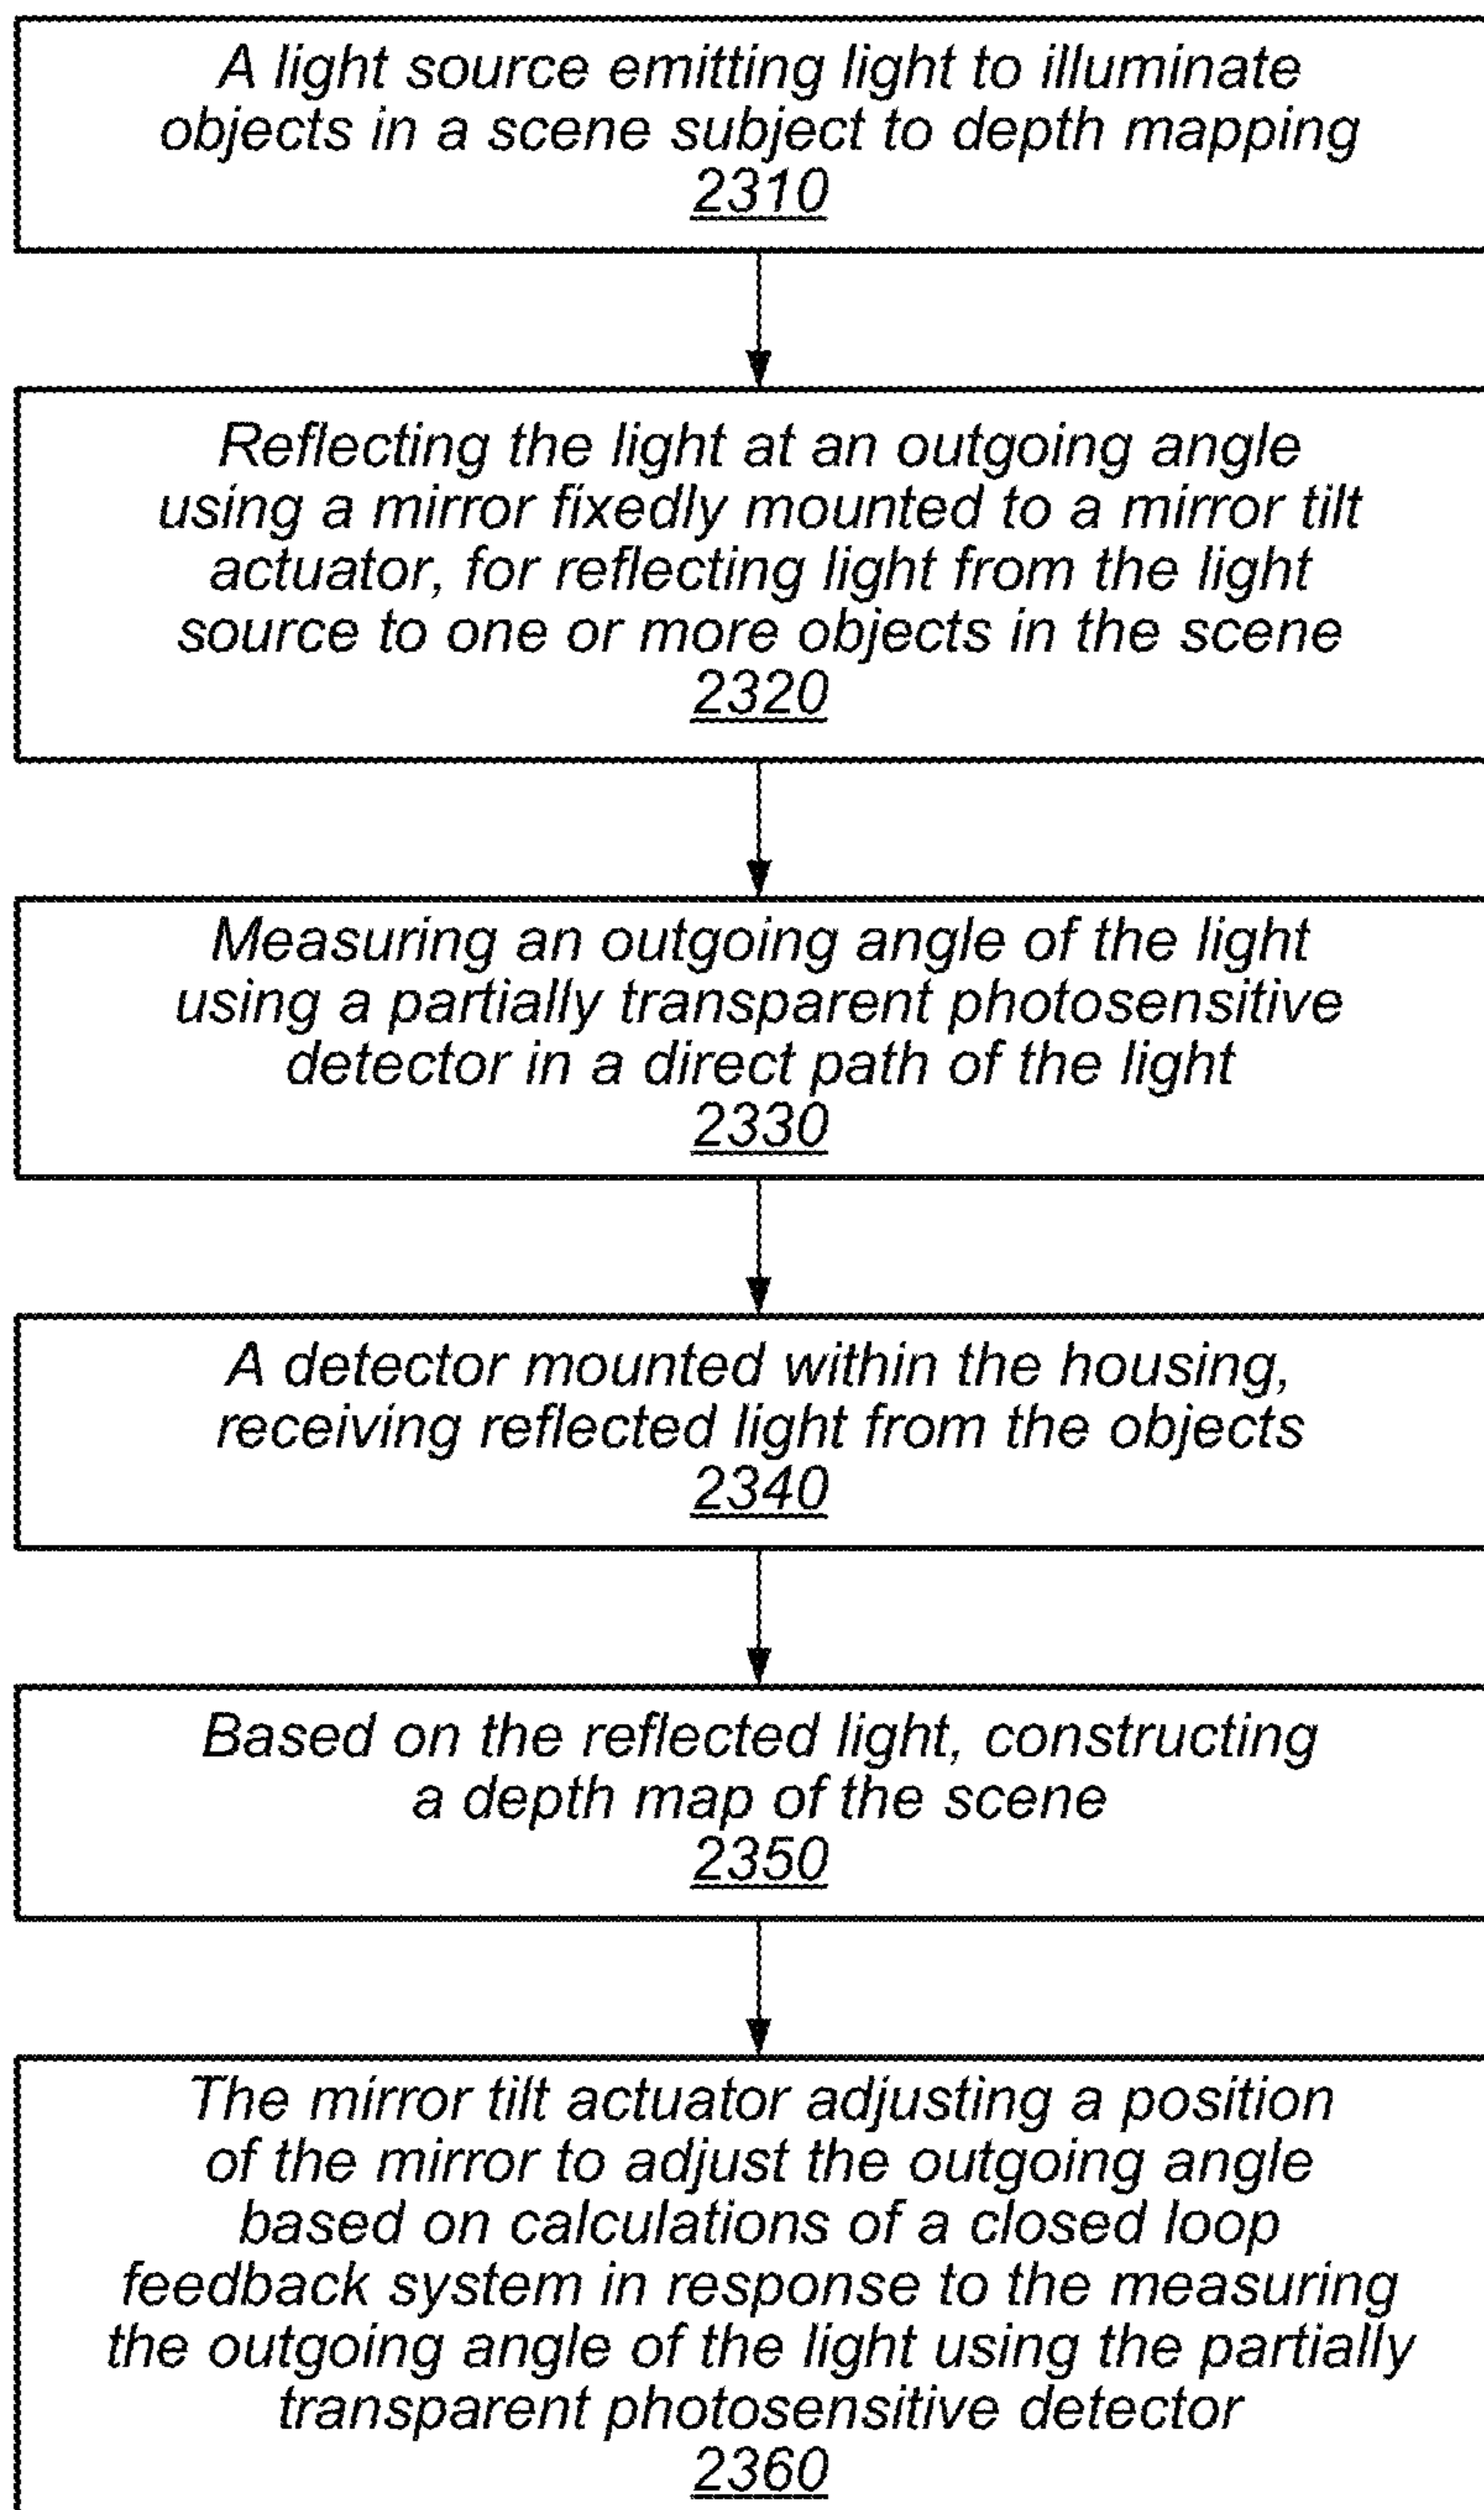 A light source emitting light to illuminate
objects in a scene subject to depth mapping
2310
Reflecting the light at an outgoing angle
using a mirror fixedly mounted to a mirror tilt
actuator, for reflecting light from the light
source to one or more objects in the scene
2320
Measuring an outgoing angle of the light
using a partially transparent photosensitive
detector in a direct path of the light
2330
A detector mounted within the housing,
receiving reflected light from the objects
2340
Based on the reflected light, constructing
a depth map of the scene
2350
The mirror tilt actuator adjusting a position
of the mirror to adjust the outgoing angle
based on calculations of a closed loop
feedback system in response to the measuring
the outgoing angle of the light using the partially
transparent photosensitive detector
2360